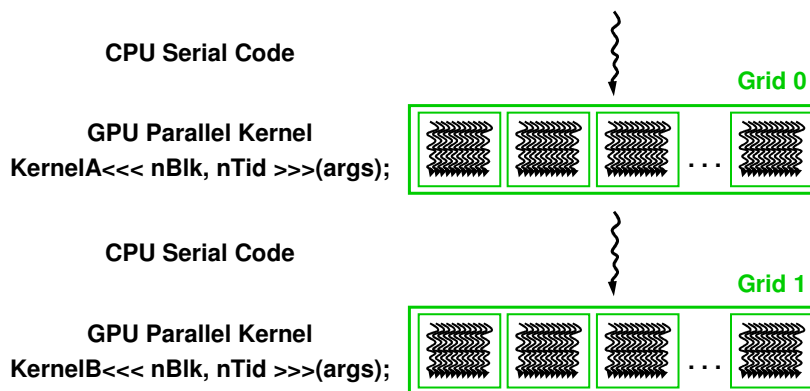 CPU Serial Code
Grid 0
GPU Parallel Kernel
KernelA<<< nBlk, nTid >>>(args);
. . .
CPU Serial Code
Grid 1
GPU Parallel Kernel
KernelB<<< nBlk, nTid >>>(args);
. . .